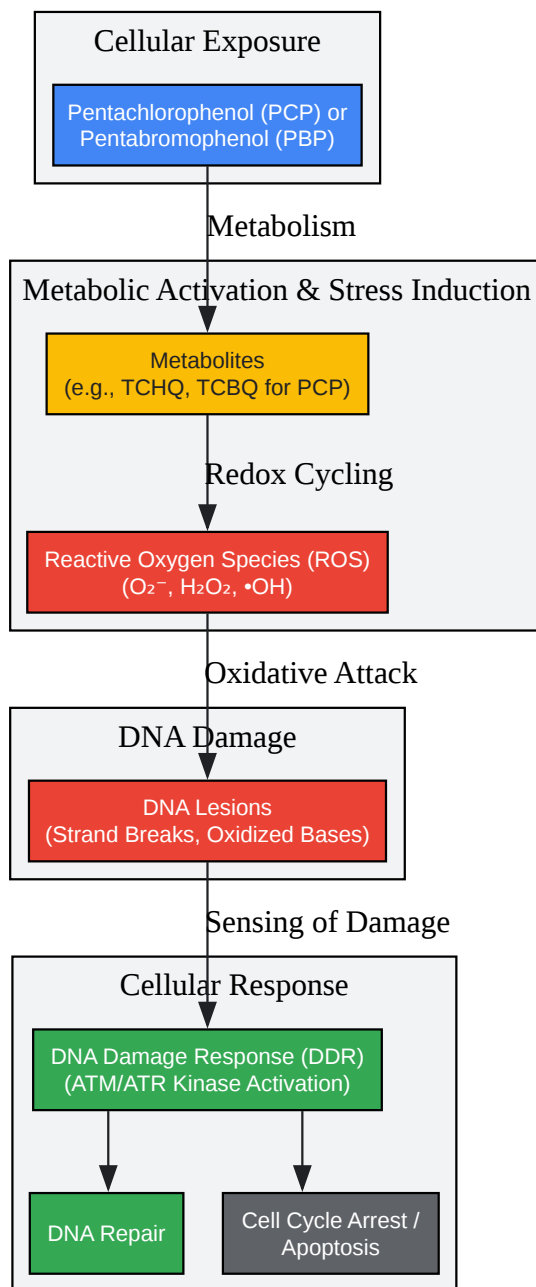 Cellular Exposure
Pentachlorophenol (PCP) or
Pentabromophenol (PBP)
Metabolism
Metabolic Activation & Stress Induction
Metabolites
(e.g., TCHQ, TCBQ for PCP)
Redox Cycling
Reactive Oxygen Species (ROS)
(O₂⁻, H₂O₂, •OH)
Oxidative Attack
DNA Damage
DNA Lesions
(Strand Breaks, Oxidized Bases)
Sensing of Damage
Cellular Response
DNA Damage Response (DDR)
(ATM/ATR Kinase Activation)
DNA Repair
Cell Cycle Arrest /
Apoptosis